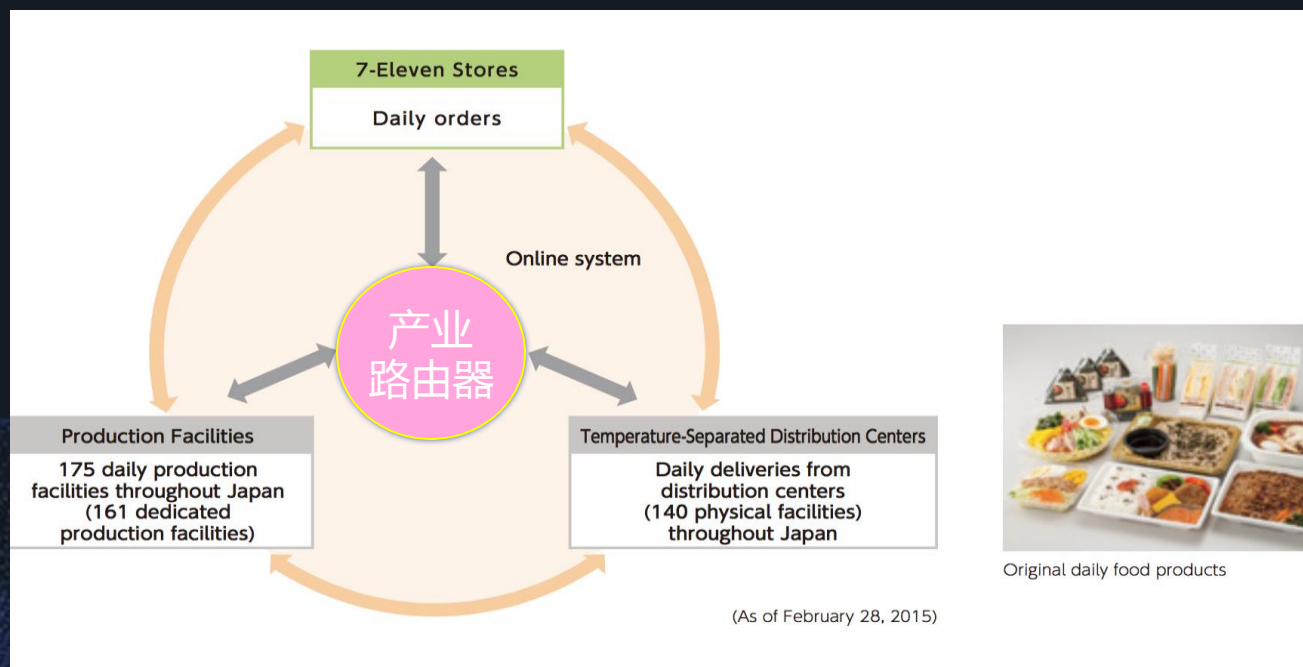 7-Eleven Stores
Daily orders
Online system
产业
路由器
Production Facilities
175 daily production
facilities throughout Japan
(161 dedicated
production facilities)
Temperature-Separated Distribution Centers
Daily deliveries from
distribution centers
(140 physical facilities)
throughout Japan
Original daily food products
(As of February 28, 2015)